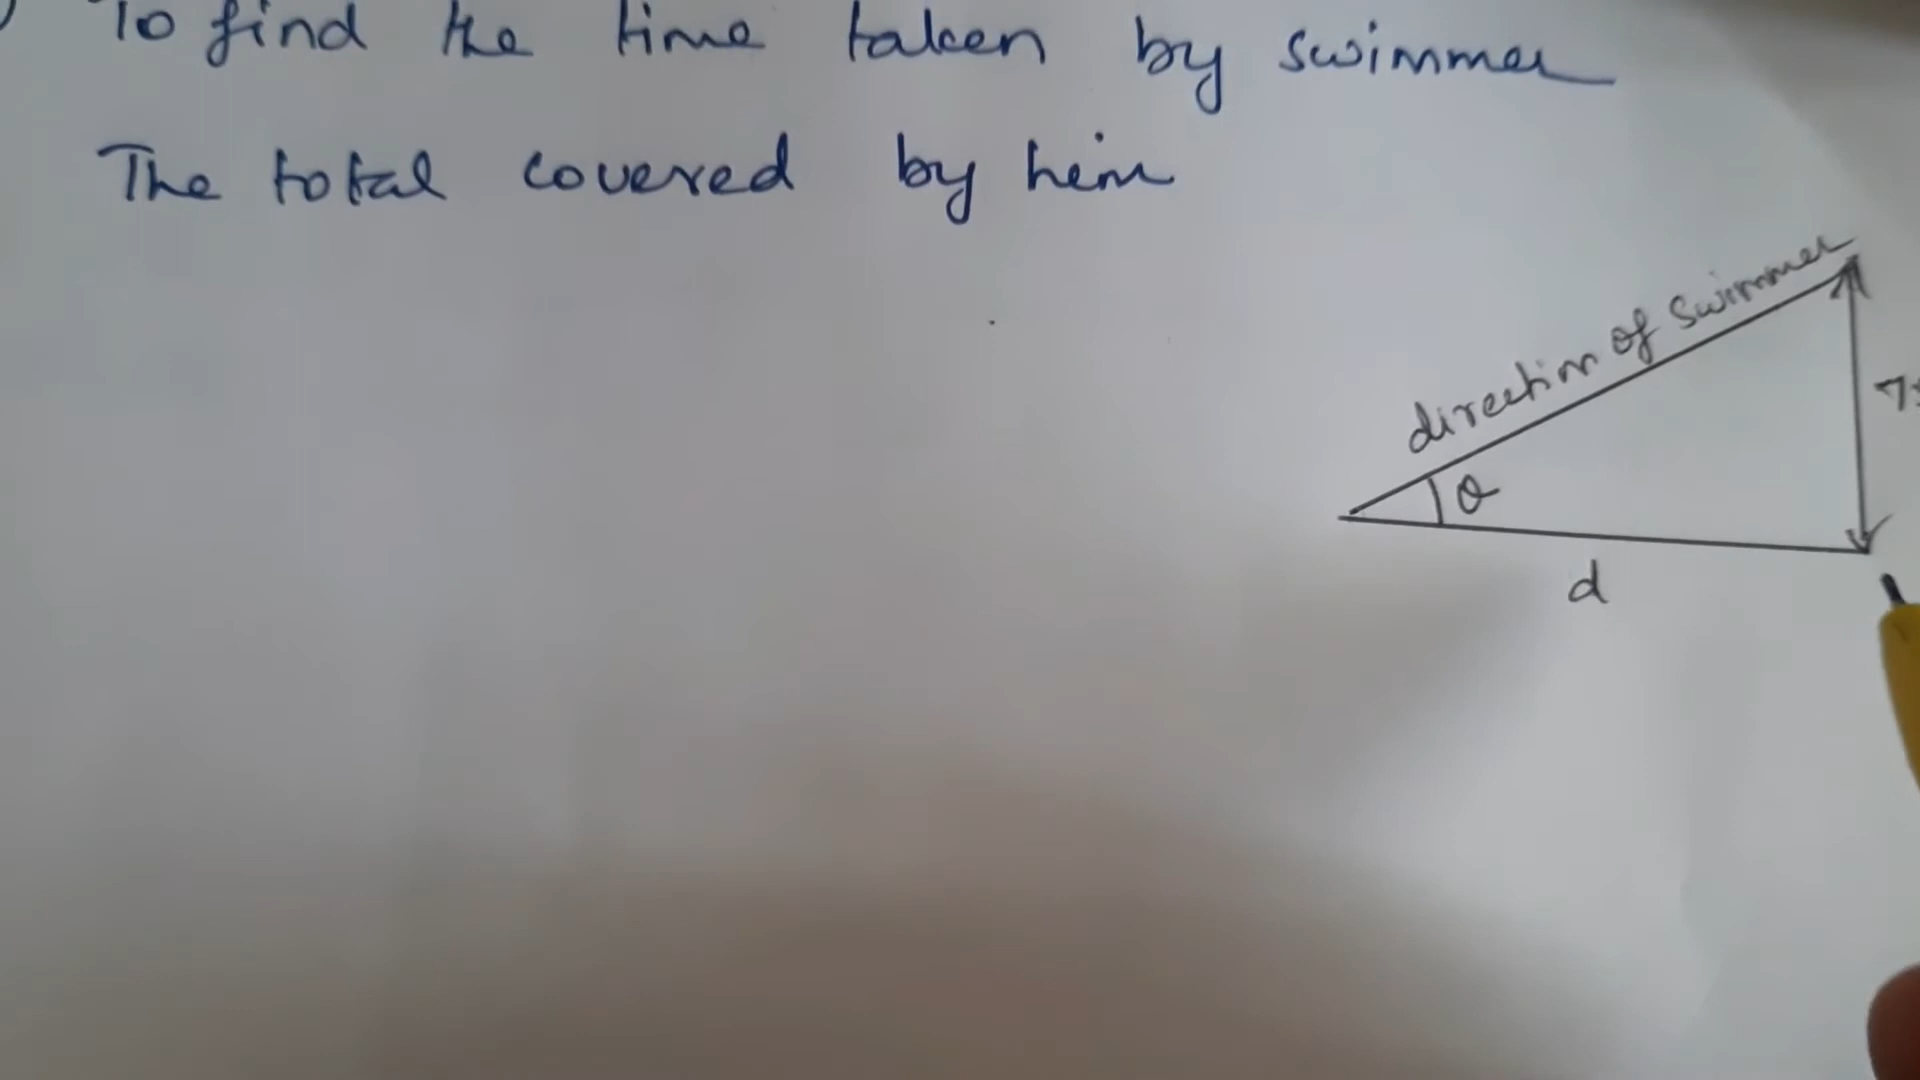 To find the time taken by swimmer
The total covered by him
direction of swimmer
θ
d